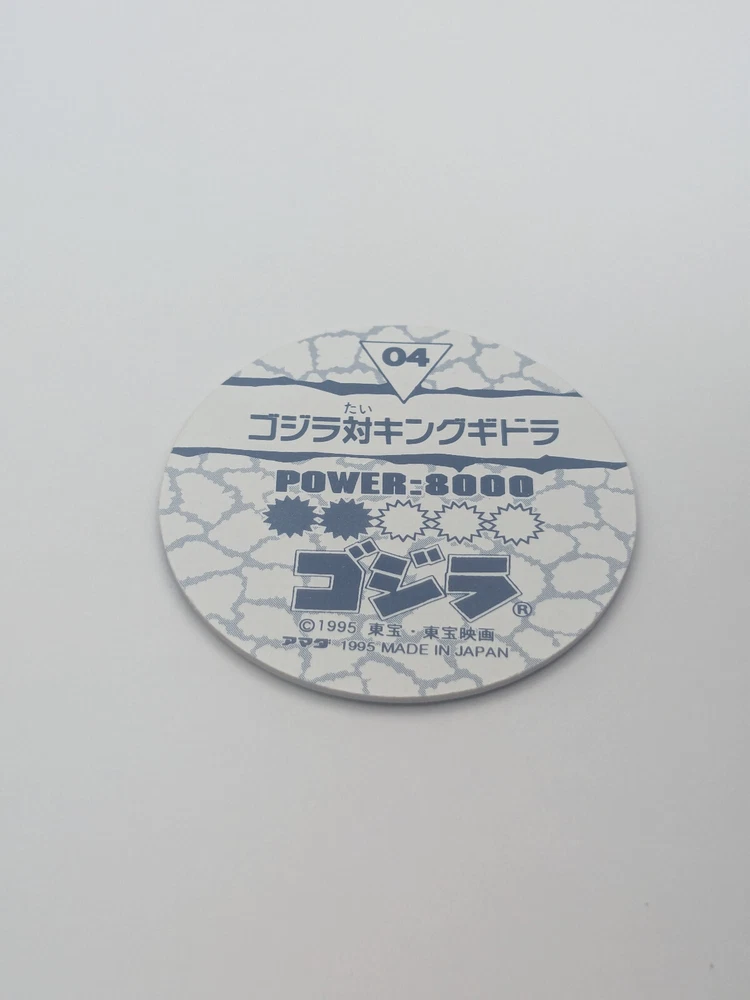 04
たい
ゴジラ対キングギドラ
POWER:8000
ゴジラ®
©1995 東宝・東宝映画
アマダ 1995 MADE IN JAPAN